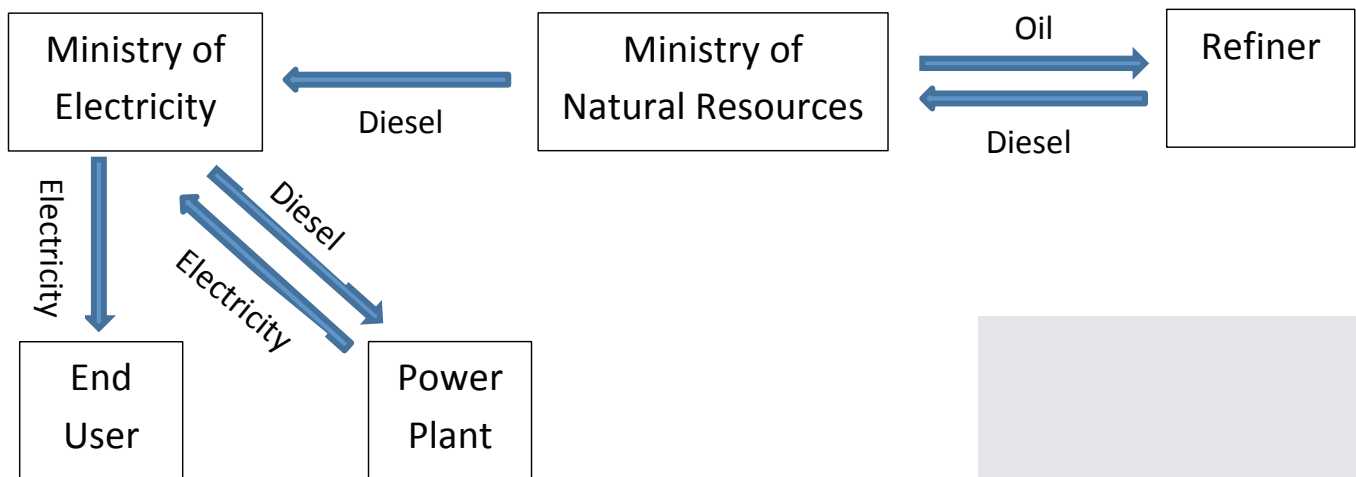 Ministry of
Electricity
Diesel
Ministry of
Natural Resources
Oil
Diesel
Refiner
Electricity
Diesel
Electricity
End
User
Power
Plant